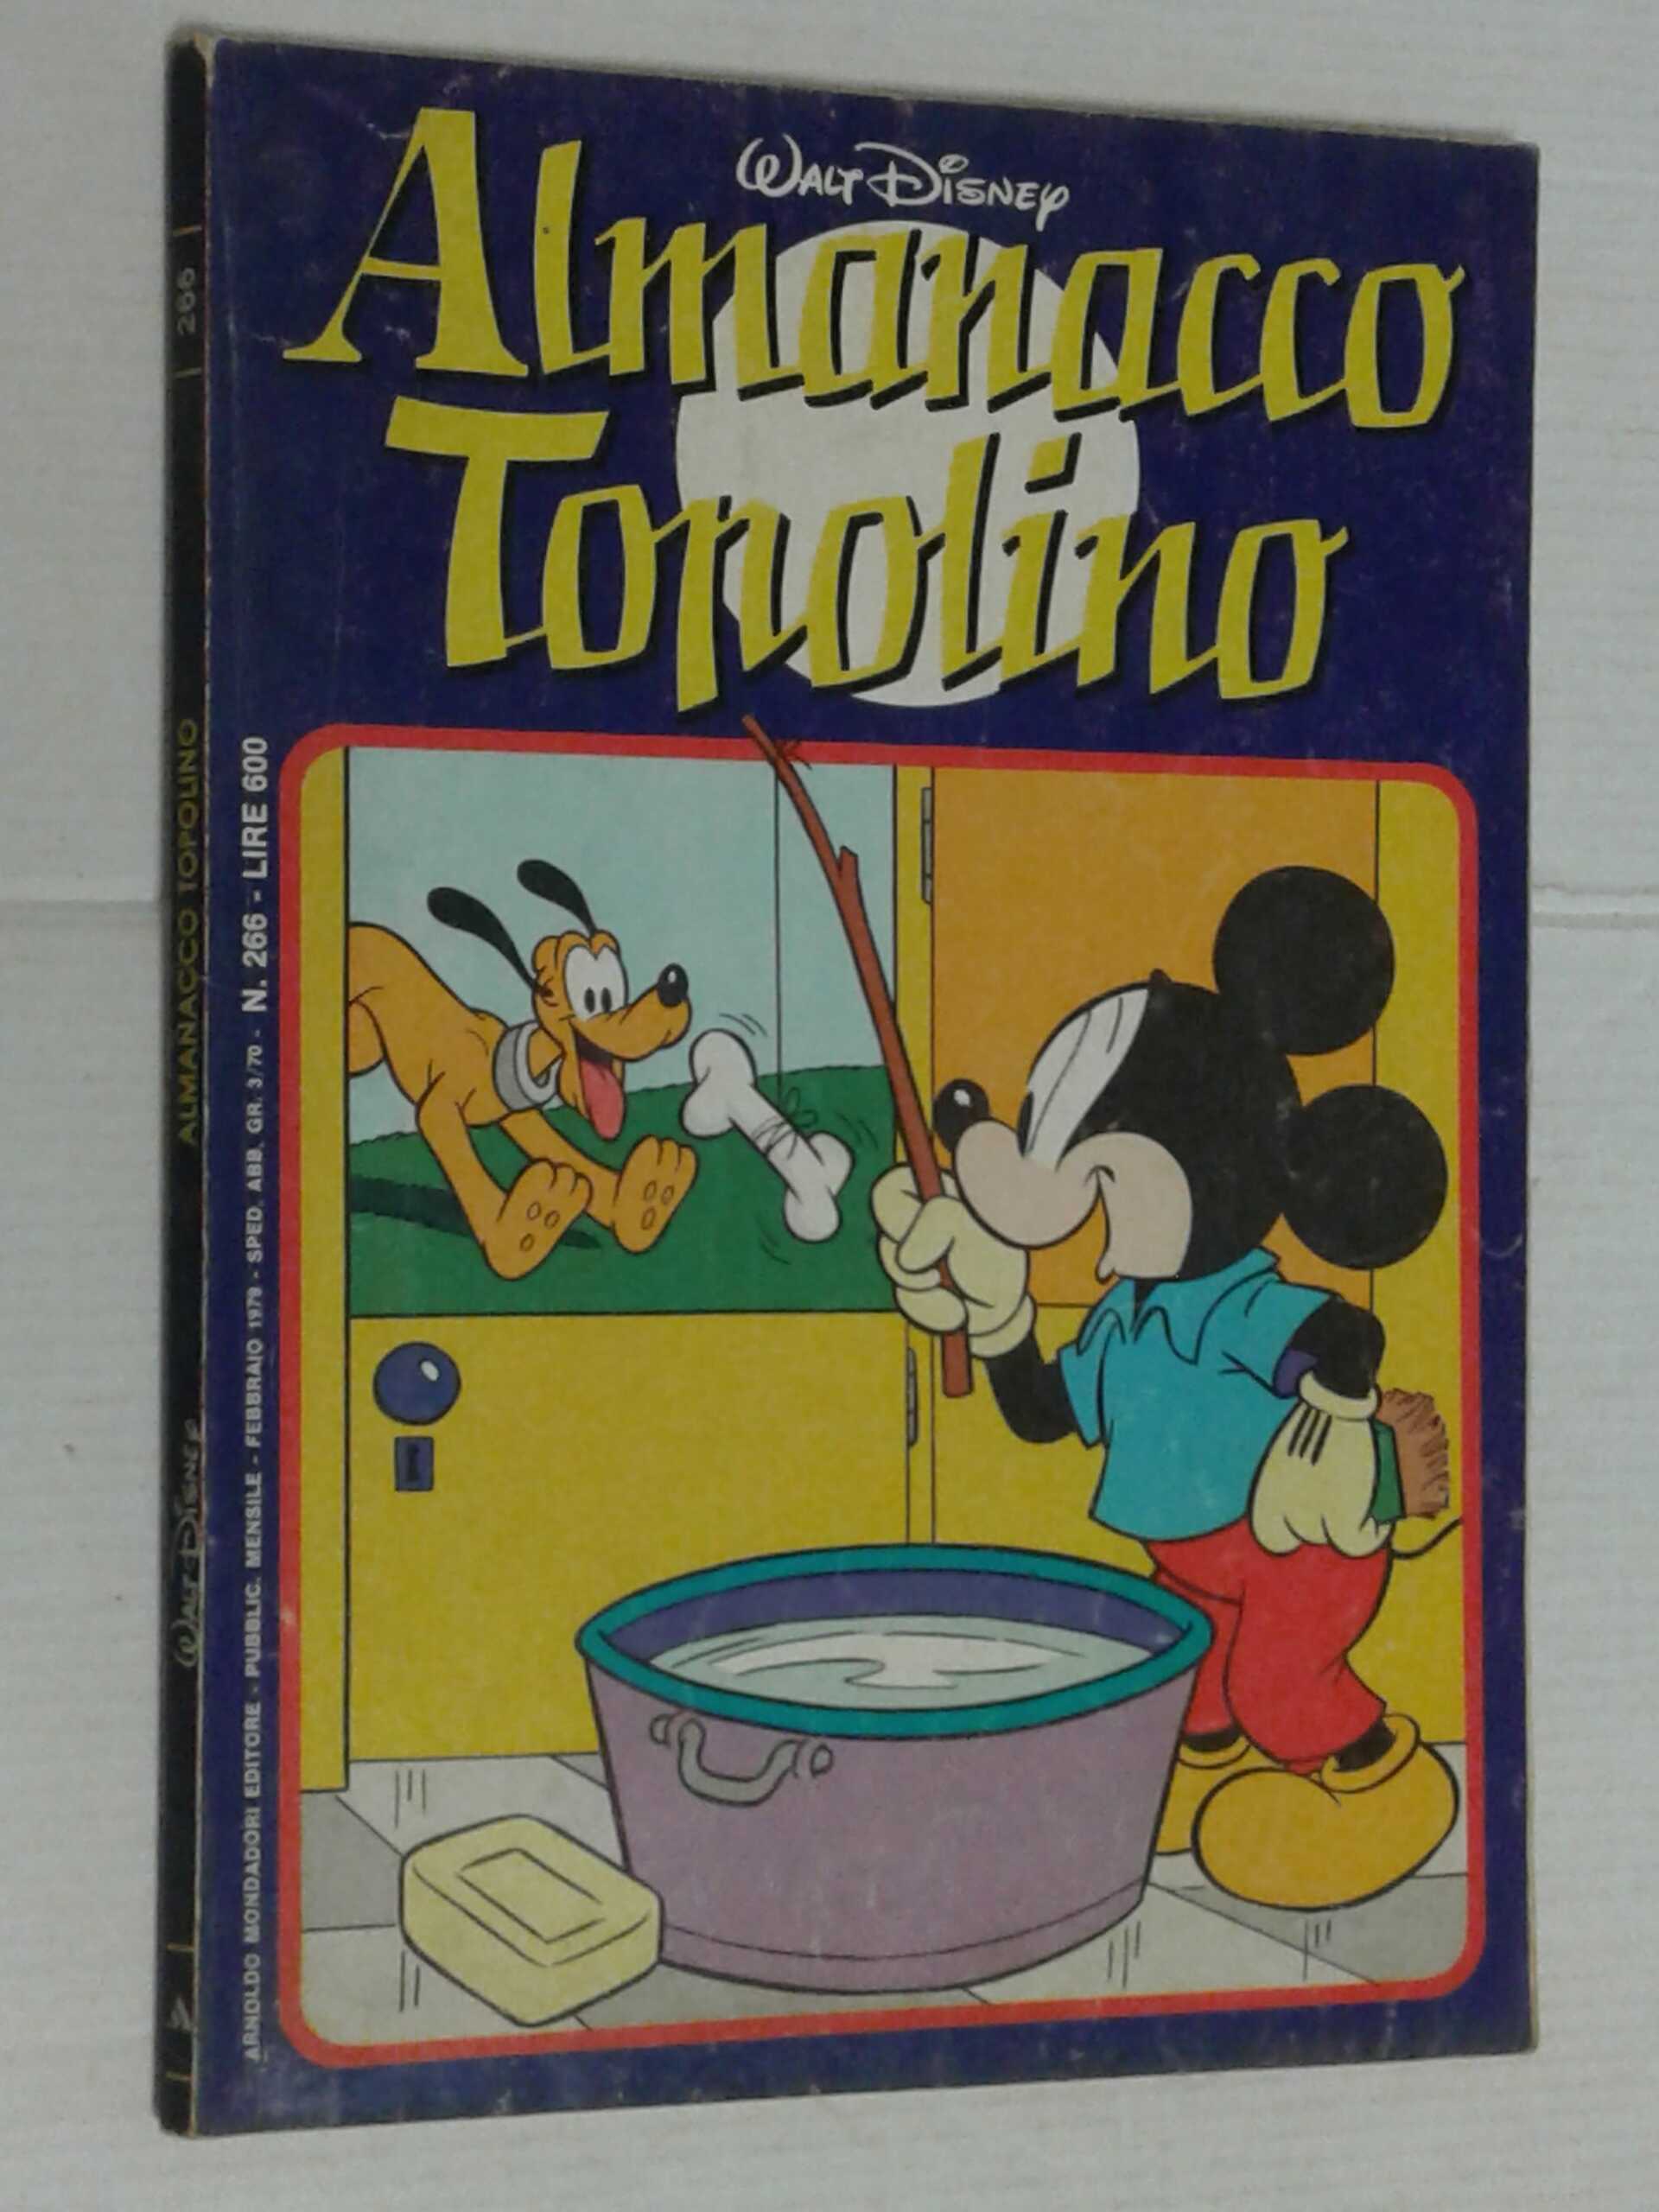 WALT DISNEY
Almanacco
Topolino
ARNOLDO MONDADORI EDITORE - PUBBLIC. MENSILE - FEBBRAIO 1979 - SPED. ABB. GR. 3/70 - N. 266 - LIRE 600
WALT DISNEY ALMANACCO TOPOLINO 266